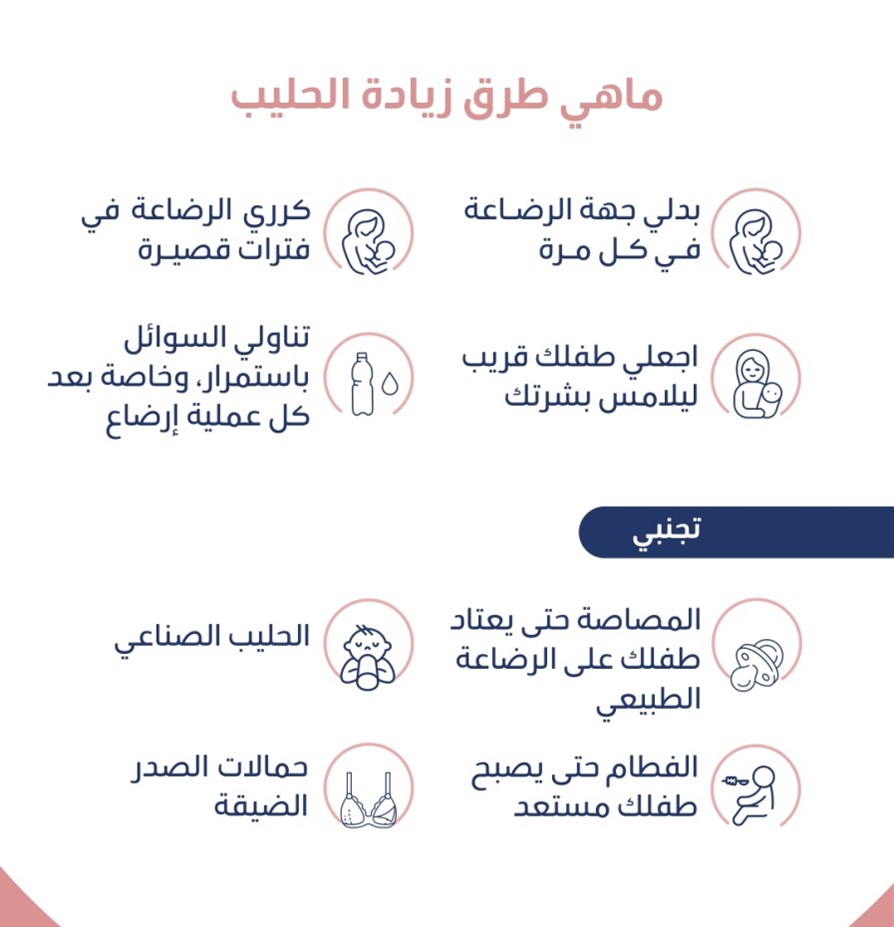 ماهي طرق زيادة الحليب
بدلي جهة الرضاعة
في كل مرة
كرري الرضاعة في
فترات قصيرة
اجعلي طفلك قريب
ليلامس بشرتك
تناولي السوائل
باستمرار، وخاصة بعد
كل عملية إرضاع
تجنبي
المصاصة حتى يعتاد
طفلك على الرضاعة
الطبيعي
الحليب الصناعي
الفطام حتى يصبح
طفلك مستعد
حمالات الصدر
الضيقة